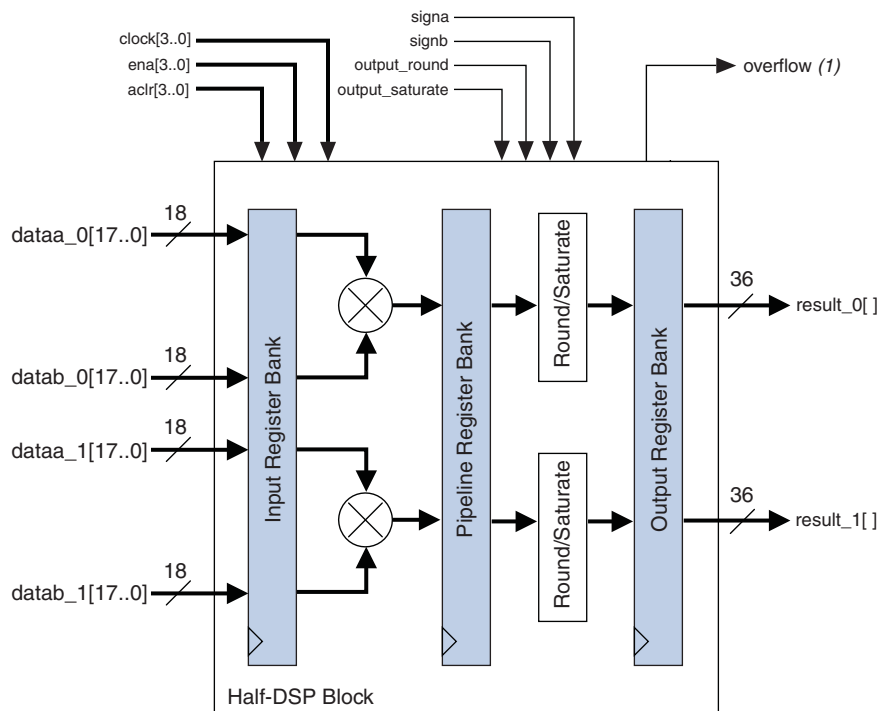 signa
clock[3..0]
signb
ena[3..0]
output_round
overflow (1)
aclr[3..0]
output_saturate
18
dataa_0[17..0]
Input Register Bank
Pipeline Register Bank
Round/Saturate
Output Register Bank
36
result_0[ ]
18
datab_0[17..0]
18
dataa_1[17..0]
Round/Saturate
36
result_1[ ]
18
datab_1[17..0]
Half-DSP Block